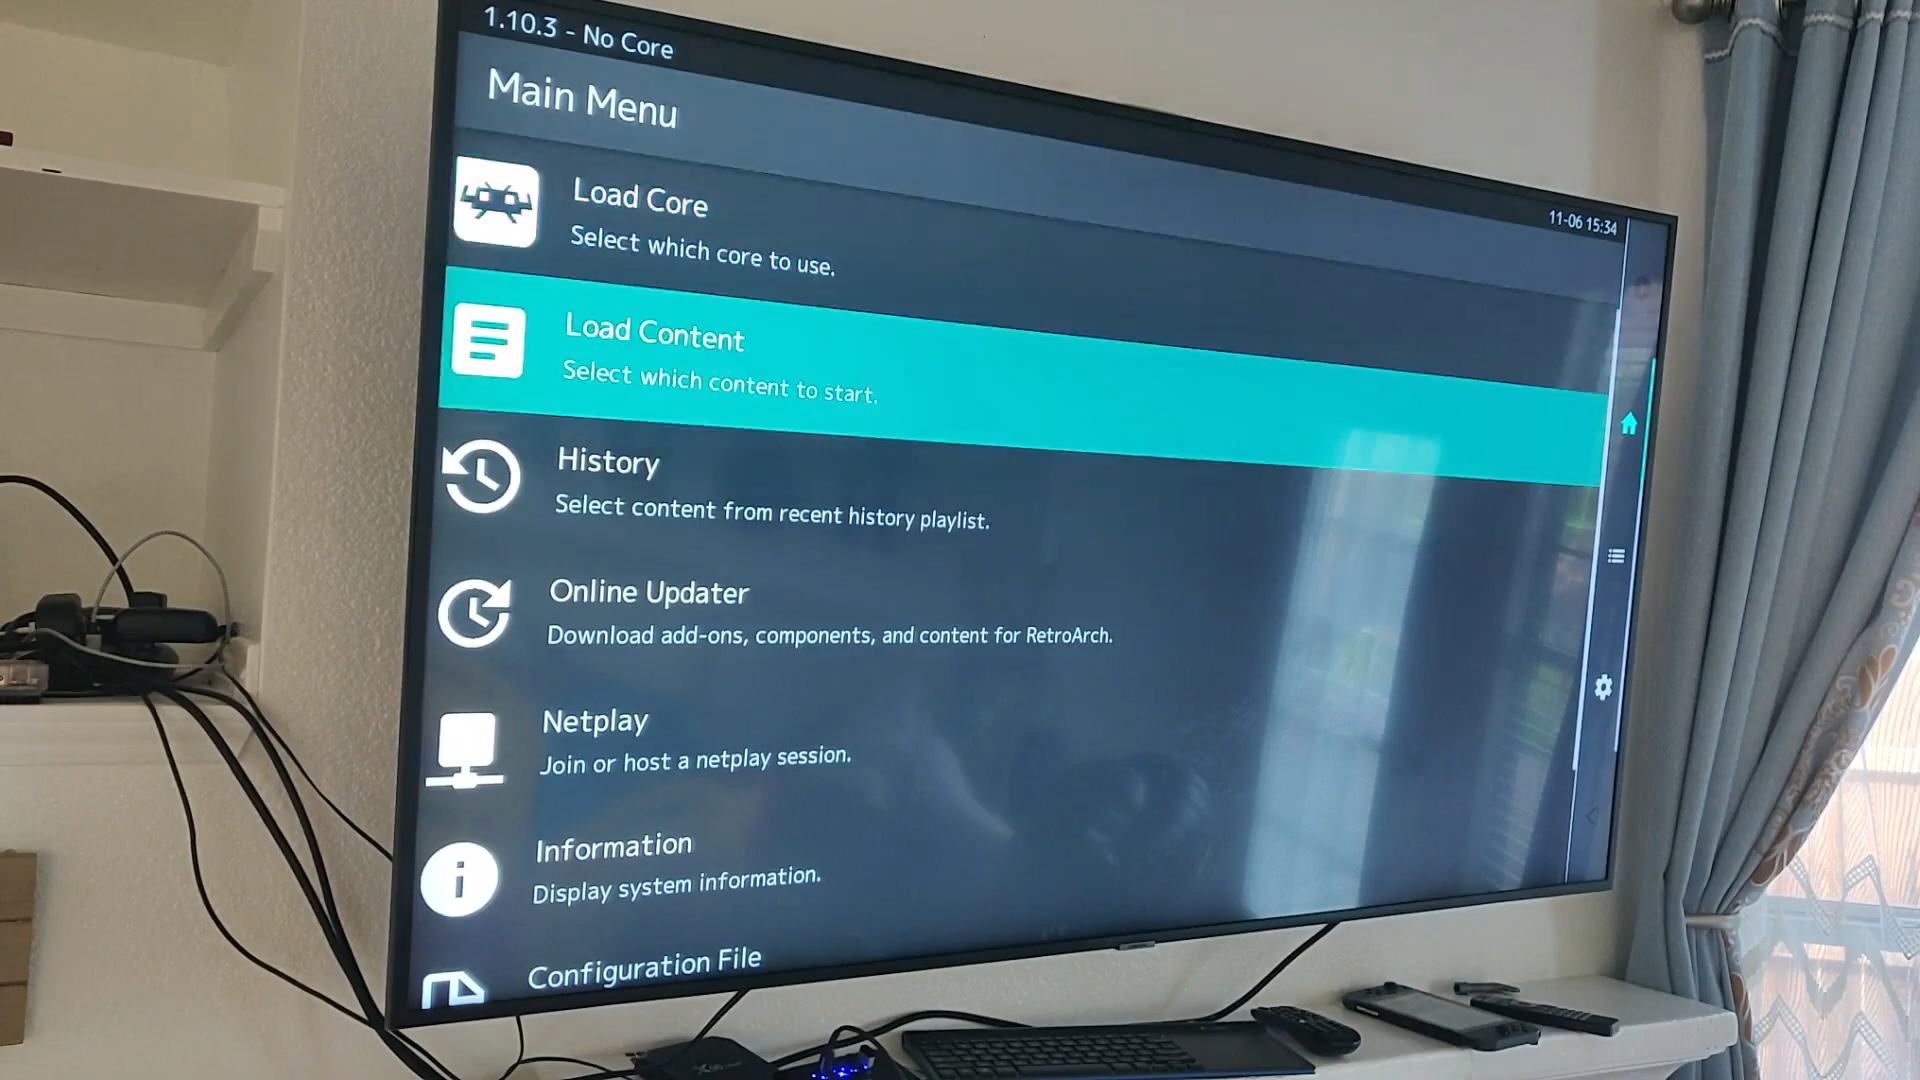 1.10.3 - No Core
Main Menu
11-06 15:34
Load Core
Select which core to use.
Load Content
Select which content to start.
History
Select content from recent history playlist.
Online Updater
Download add-ons, components, and content for RetroArch.
Netplay
Join or host a netplay session.
Information
Display system information.
Configuration File